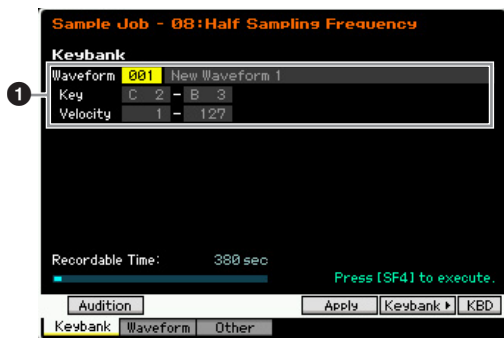 Sample Job - 08:Half Sampling Frequency
Keybank
Waveform 001 New Waveform 1
1 Key C 2 - B 3
Velocity 1 - 127
Recordable Time: 380 sec
Press [SF4] to execute.
Audition Apply Keybank KBD
Keybank Waveform Other